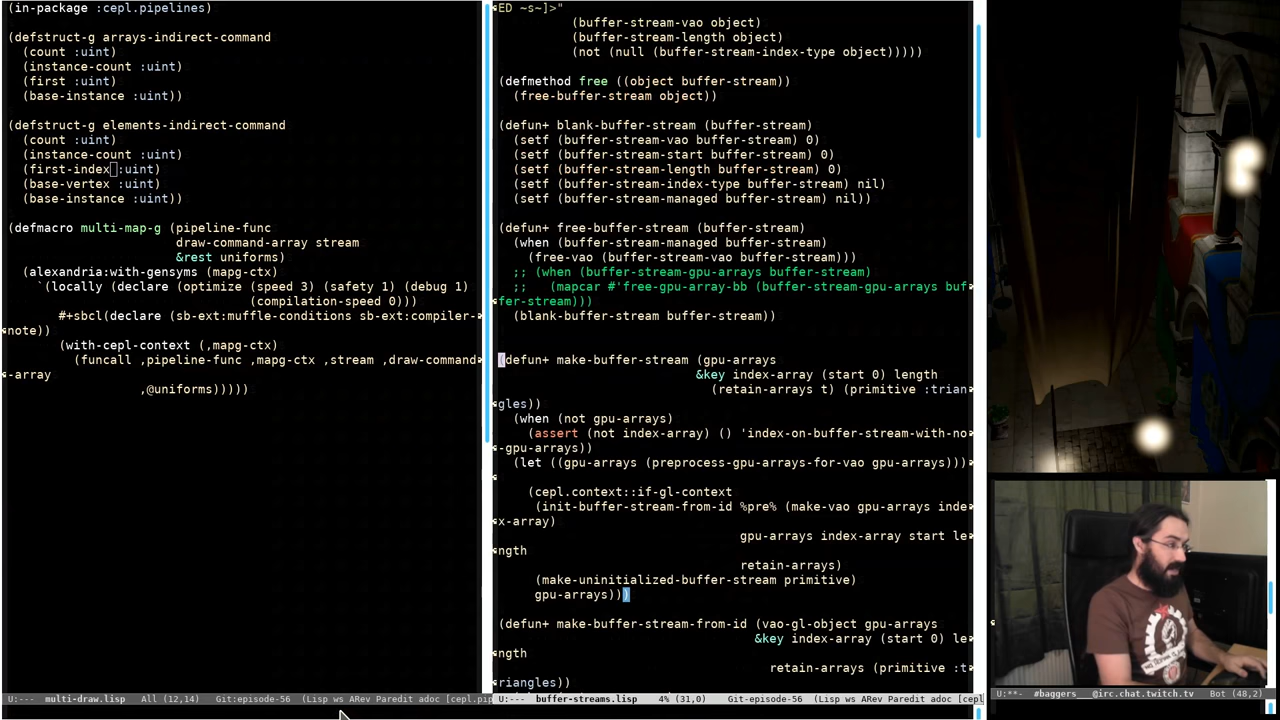 (in-package :cepl.pipelines)
(defstruct-g arrays-indirect-command
(count :uint)
(instance-count :uint)
(first :uint)
(base-instance :uint))
(defstruct-g elements-indirect-command
(count :uint)
(instance-count :uint)
(first-index :uint)
(base-vertex :uint)
(base-instance :uint))
(defmacro multi-map-g (pipeline-func
draw-command-array stream
&rest uniforms)
(alexandria:with-gensyms (mapg-ctx)
`(locally (declare (optimize (speed 3) (safety 1) (debug 1)
(compilation-speed 0)))
#+sbcl(declare (sb-ext:muffle-conditions sb-ext:compiler-
note))
(with-cepl-context (,mapg-ctx)
(funcall ,pipeline-func ,mapg-ctx ,stream ,draw-command
-array
,@uniforms)))))
U:--- multi-draw.lisp All (12,14) Git:episode-56 (Lisp ws ARev Paredit adoc [cepl.pip
ED ~s~]>"
(buffer-stream-vao object)
(buffer-stream-length object)
(not (null (buffer-stream-index-type object)))))
(defmethod free ((object buffer-stream))
(free-buffer-stream object))
(defun+ blank-buffer-stream (buffer-stream)
(setf (buffer-stream-vao buffer-stream) 0)
(setf (buffer-stream-start buffer-stream) 0)
(setf (buffer-stream-length buffer-stream) 0)
(setf (buffer-stream-index-type buffer-stream) nil)
(setf (buffer-stream-managed buffer-stream) nil))
(defun+ free-buffer-stream (buffer-stream)
(when (buffer-stream-managed buffer-stream)
(free-vao (buffer-stream-vao buffer-stream)))
;; (when (buffer-stream-gpu-arrays buffer-stream)
;; (mapcar #'free-gpu-array-bb (buffer-stream-gpu-arrays buf
fer-stream)))
(blank-buffer-stream buffer-stream))
(defun+ make-buffer-stream (gpu-arrays
&key index-array (start 0) length
(retain-arrays t) (primitive :trian
gles))
(when (not gpu-arrays)
(assert (not index-array) () 'index-on-buffer-stream-with-no
-gpu-arrays))
(let ((gpu-arrays (preprocess-gpu-arrays-for-vao gpu-arrays)))
(cepl.context::if-gl-context
(init-buffer-stream-from-id %pre% (make-vao gpu-arrays inde
x-array)
gpu-arrays index-array start le
ngth
retain-arrays)
(make-uninitialized-buffer-stream primitive)
gpu-arrays)))
(defun+ make-buffer-stream-from-id (vao-gl-object gpu-arrays
&key index-array (start 0) le
ngth
retain-arrays (primitive :t
riangles))
U:--- buffer-streams.lisp 4% (31,0) Git:episode-56 (Lisp ws ARev Paredit adoc [cepl
U:**- #baggers___@irc.chat.twitch.tv Bot (48,2)